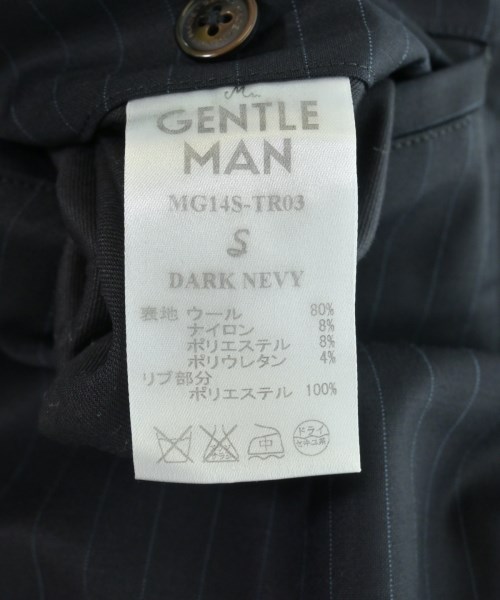 Mr.
GENTLE
MAN
MG14S-TR03
S
DARK NEVY
表地 ウール 80%
ナイロン 8%
ポリエステル 8%
ポリウレタン 4%
リブ部分
ポリエステル 100%
中
ドライ